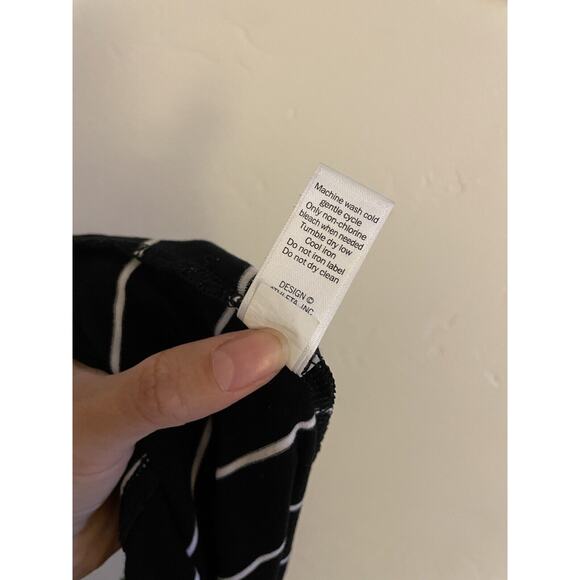 Machine wash cold
gentle cycle
Only non-chlorine
bleach when needed
Tumble dry low
Cool iron
Do not iron label
Do not dry clean
DESIGN ©
INC